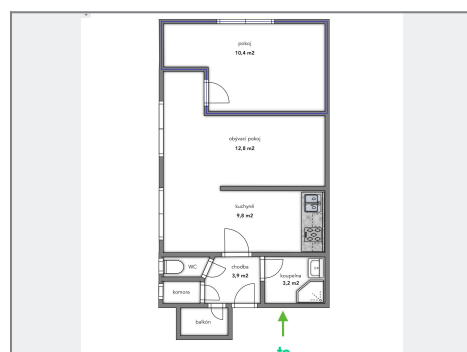 pokoj
10,4 m2
obývací pokoj
12,8 m2
kuchyně
9,8 m2
WC
chodba
3,9 m2
koupelna
3,2 m2
komora
balkón